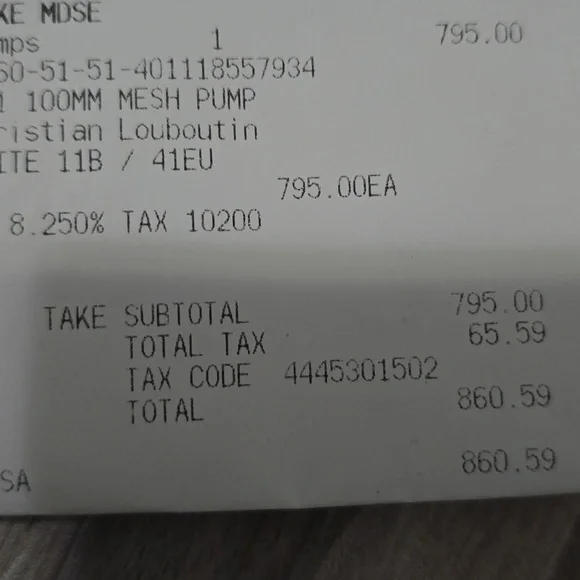 KE MDSE
mps 1 795.00
60-51-51-401118557934
100MM MESH PUMP
ristian Louboutin
ITE 11B / 41EU
795.00EA
8.250% TAX 10200
TAKE SUBTOTAL 795.00
TOTAL TAX 65.59
TAX CODE 4445301502
TOTAL 860.59
860.59
SA